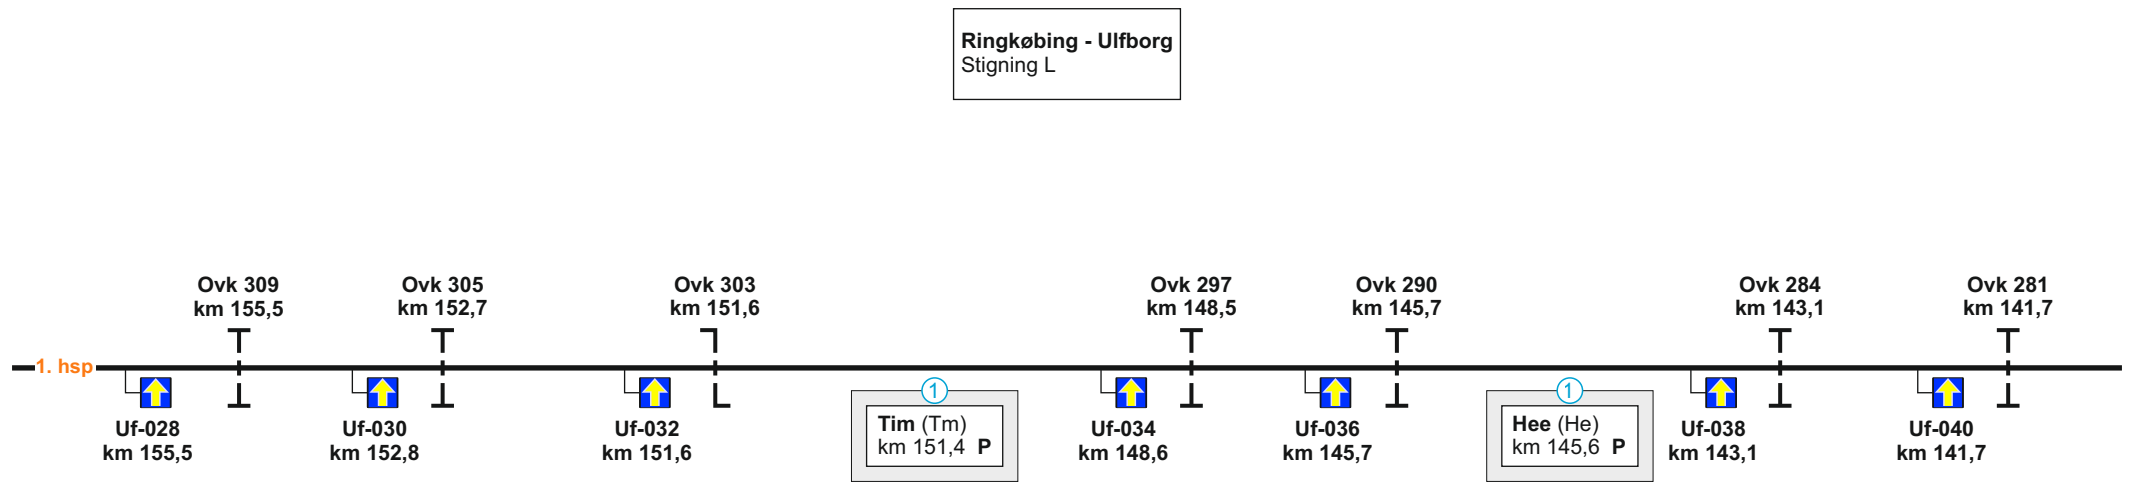 Ringkøbing - Ulfborg
Stigning L
Ovk 309
km 155,5
Ovk 305
km 152,7
Ovk 303
km 151,6
Ovk 297
km 148,5
Ovk 290
km 145,7
Ovk 284
km 143,1
Ovk 281
km 141,7
1. hsp
Uf-028
km 155,5
Uf-030
km 152,8
Uf-032
km 151,6
1
Tim (Tm)
km 151,4 P
Uf-034
km 148,6
Uf-036
km 145,7
1
Hee (He)
km 145,6 P
Uf-038
km 143,1
Uf-040
km 141,7